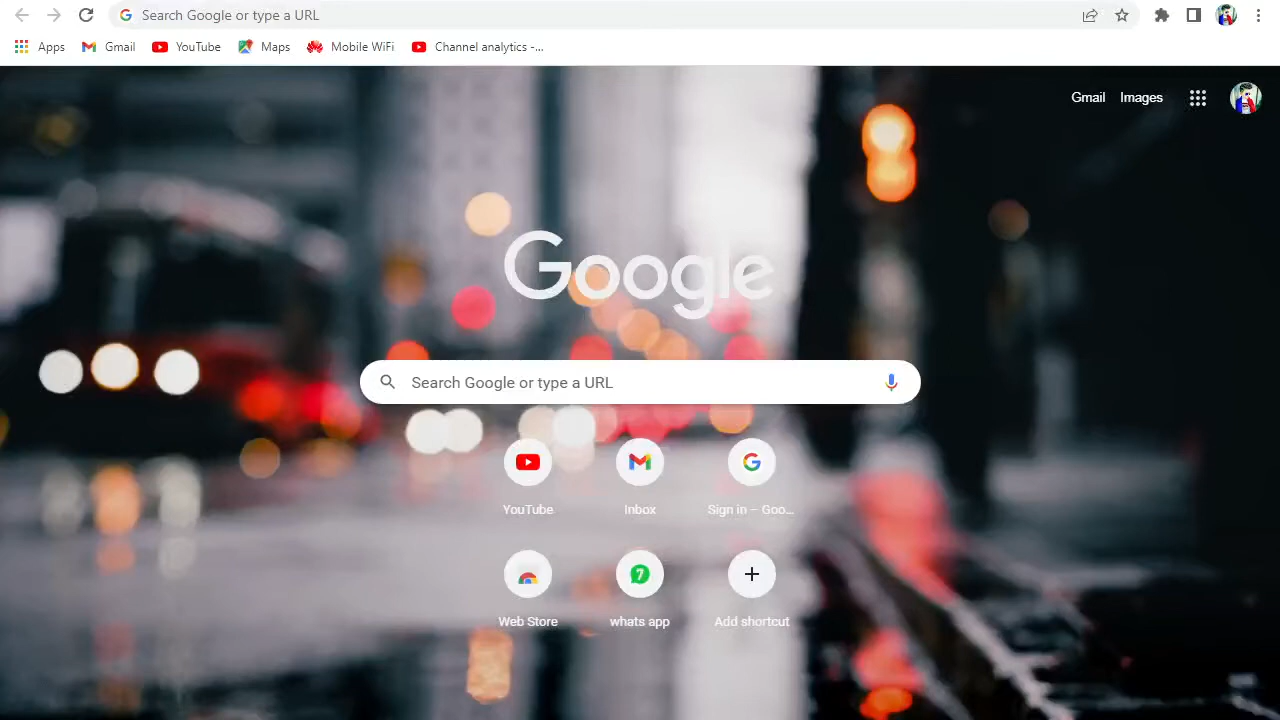 Search Google or type a URL
Apps Gmail YouTube Maps Mobile WiFi Channel analytics -...
Gmail Images
Google
Search Google or type a URL
YouTube Inbox Sign in – Goo...
7
Web Store whats app Add shortcut